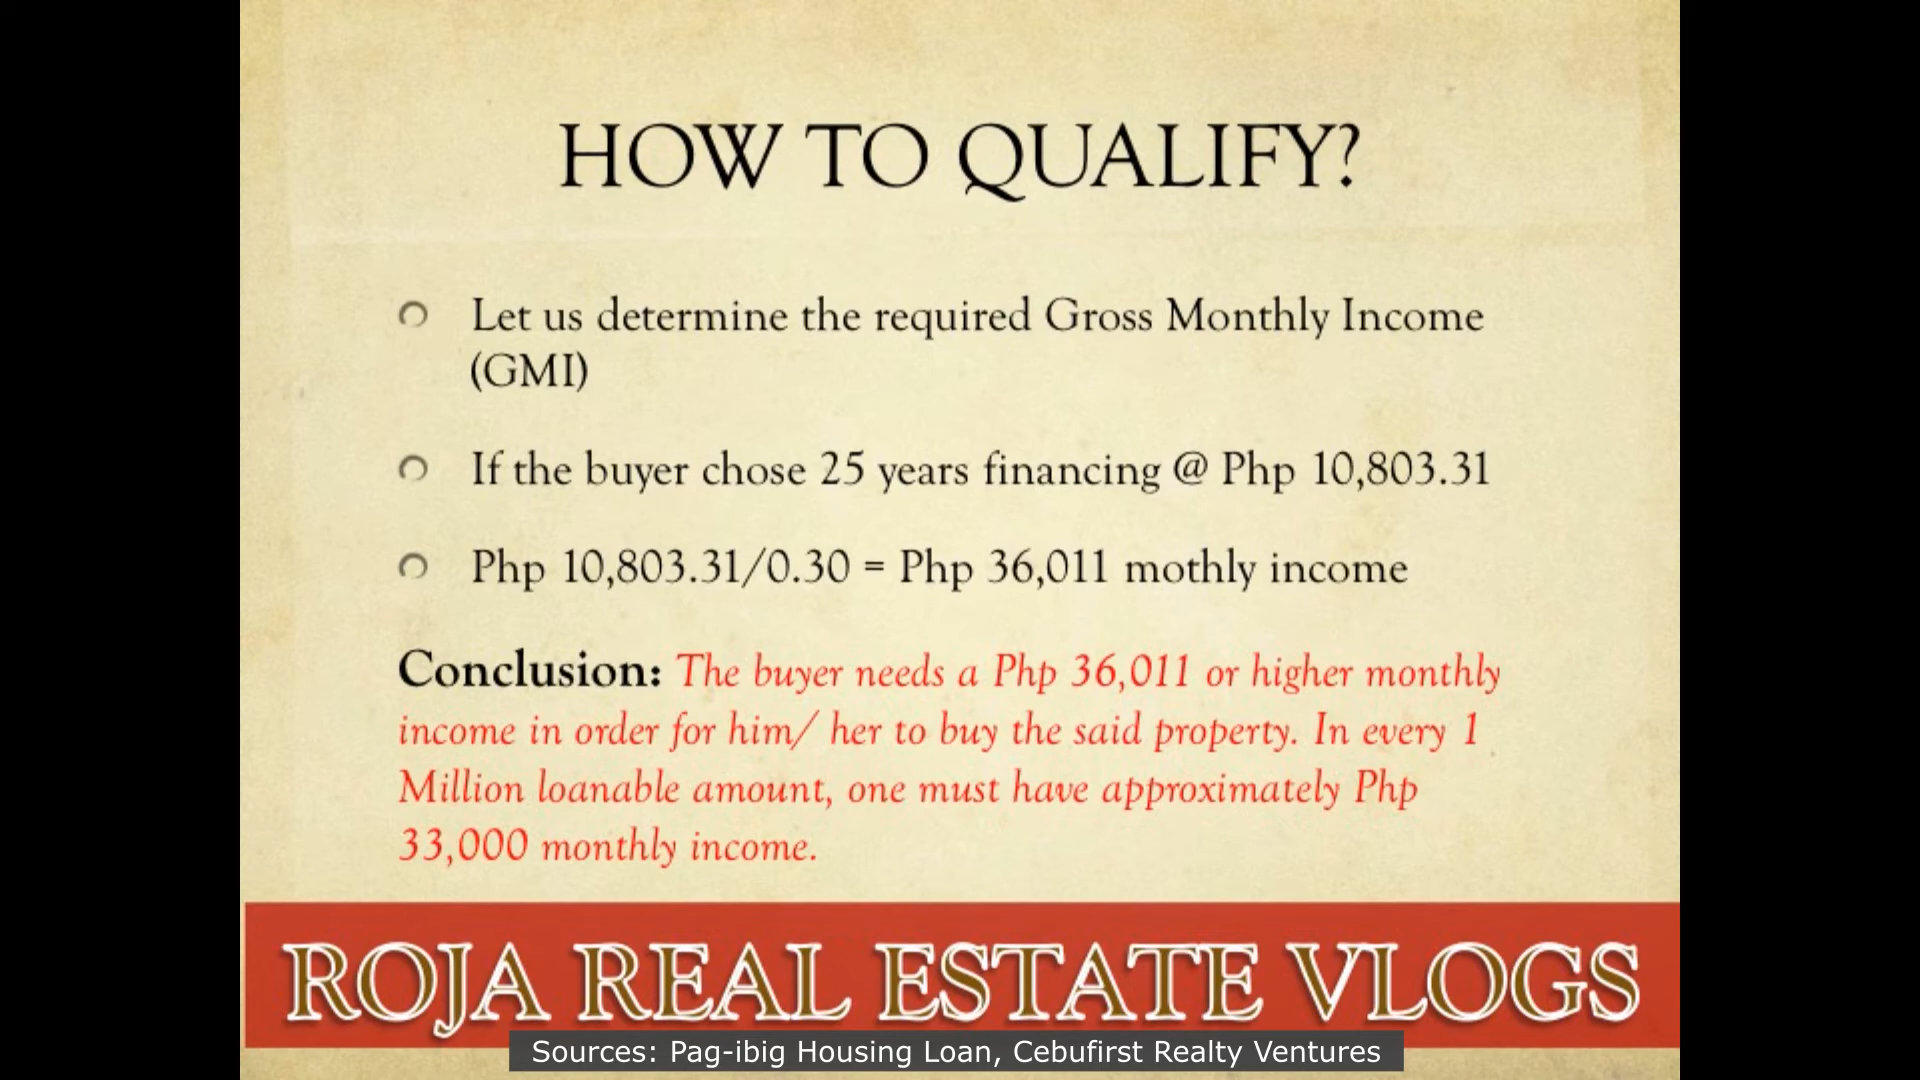 HOW TO QUALIFY?
Let us determine the required Gross Monthly Income
(GMI)
If the buyer chose 25 years financing @ Php 10,803.31
Php 10,803.31/0.30 = Php 36,011 mothly income
Conclusion: The buyer needs a Php 36,011 or higher monthly
income in order for him/ her to buy the said property. In every 1
Million loanable amount, one must have approximately Php
33,000 monthly income.
ROJA REAL ESTATE VLOGS
Sources: Pag-ibig Housing Loan, Cebufirst Realty Ventures